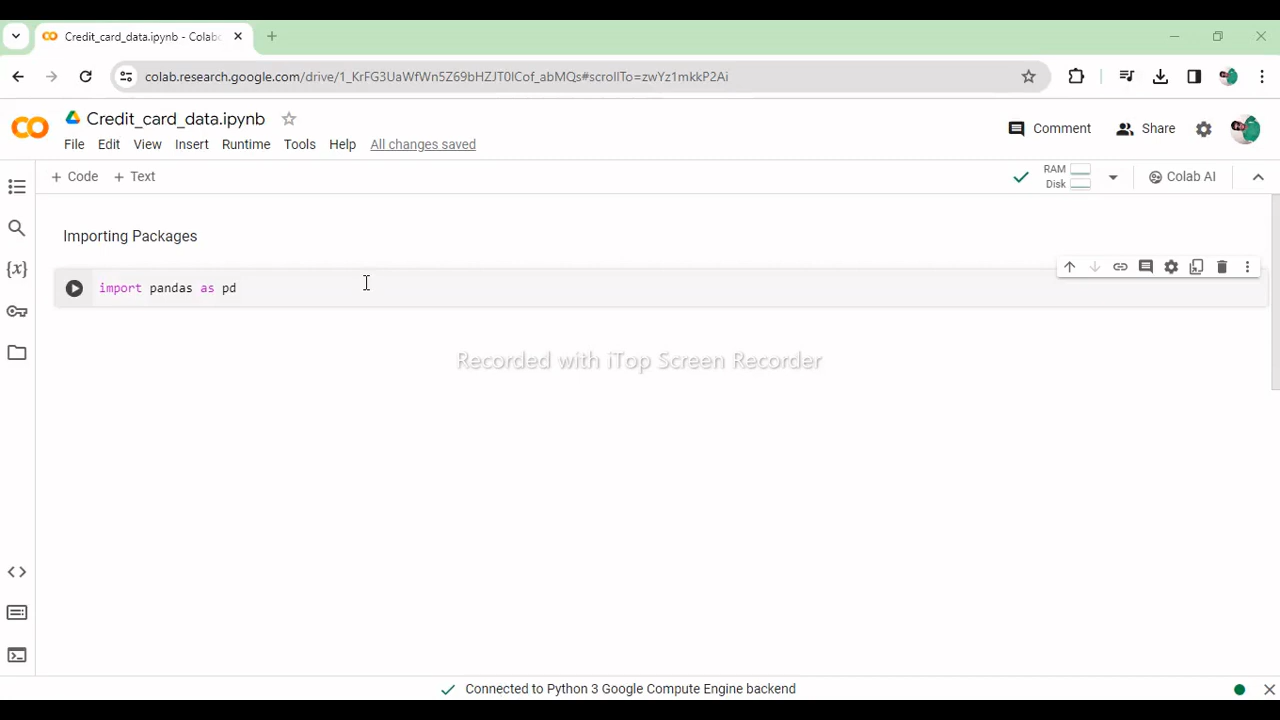 Credit_card_data.ipynb - Colab
colab.research.google.com/drive/1_KrFG3UaWfWn5Z69bHZJT0ICof_abMQs#scrollTo=zwYz1mkkP2Ai
CO
Credit_card_data.ipynb
Comment
Share
File Edit View Insert Runtime Tools Help All changes saved
+ Code + Text
RAM
Disk
Colab AI
Importing Packages
{x}
import pandas as pd
Recorded with iTop Screen Recorder
Connected to Python 3 Google Compute Engine backend